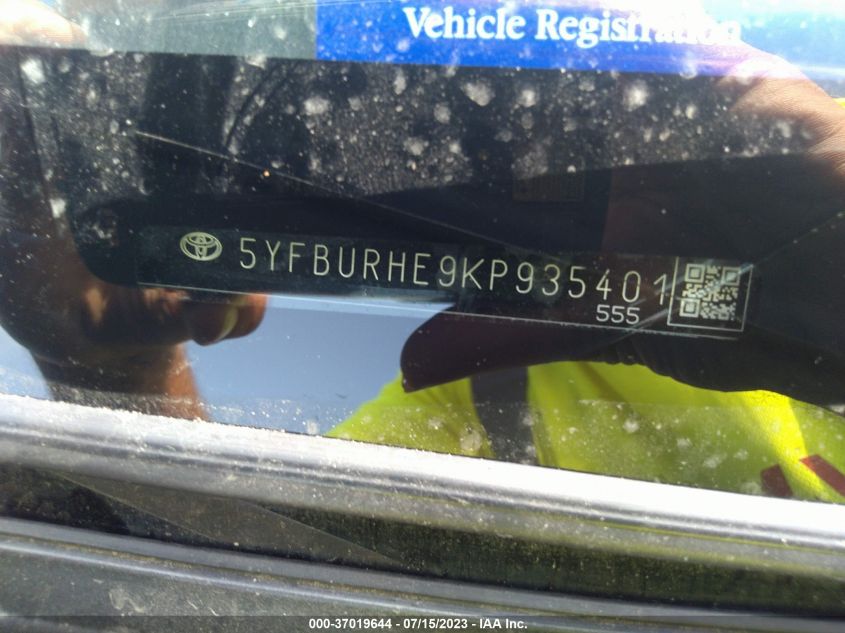 Vehicle Registration
5YFBURHE9KP935401
555
000-37019644 / 07/15/2023 - IAA Inc.